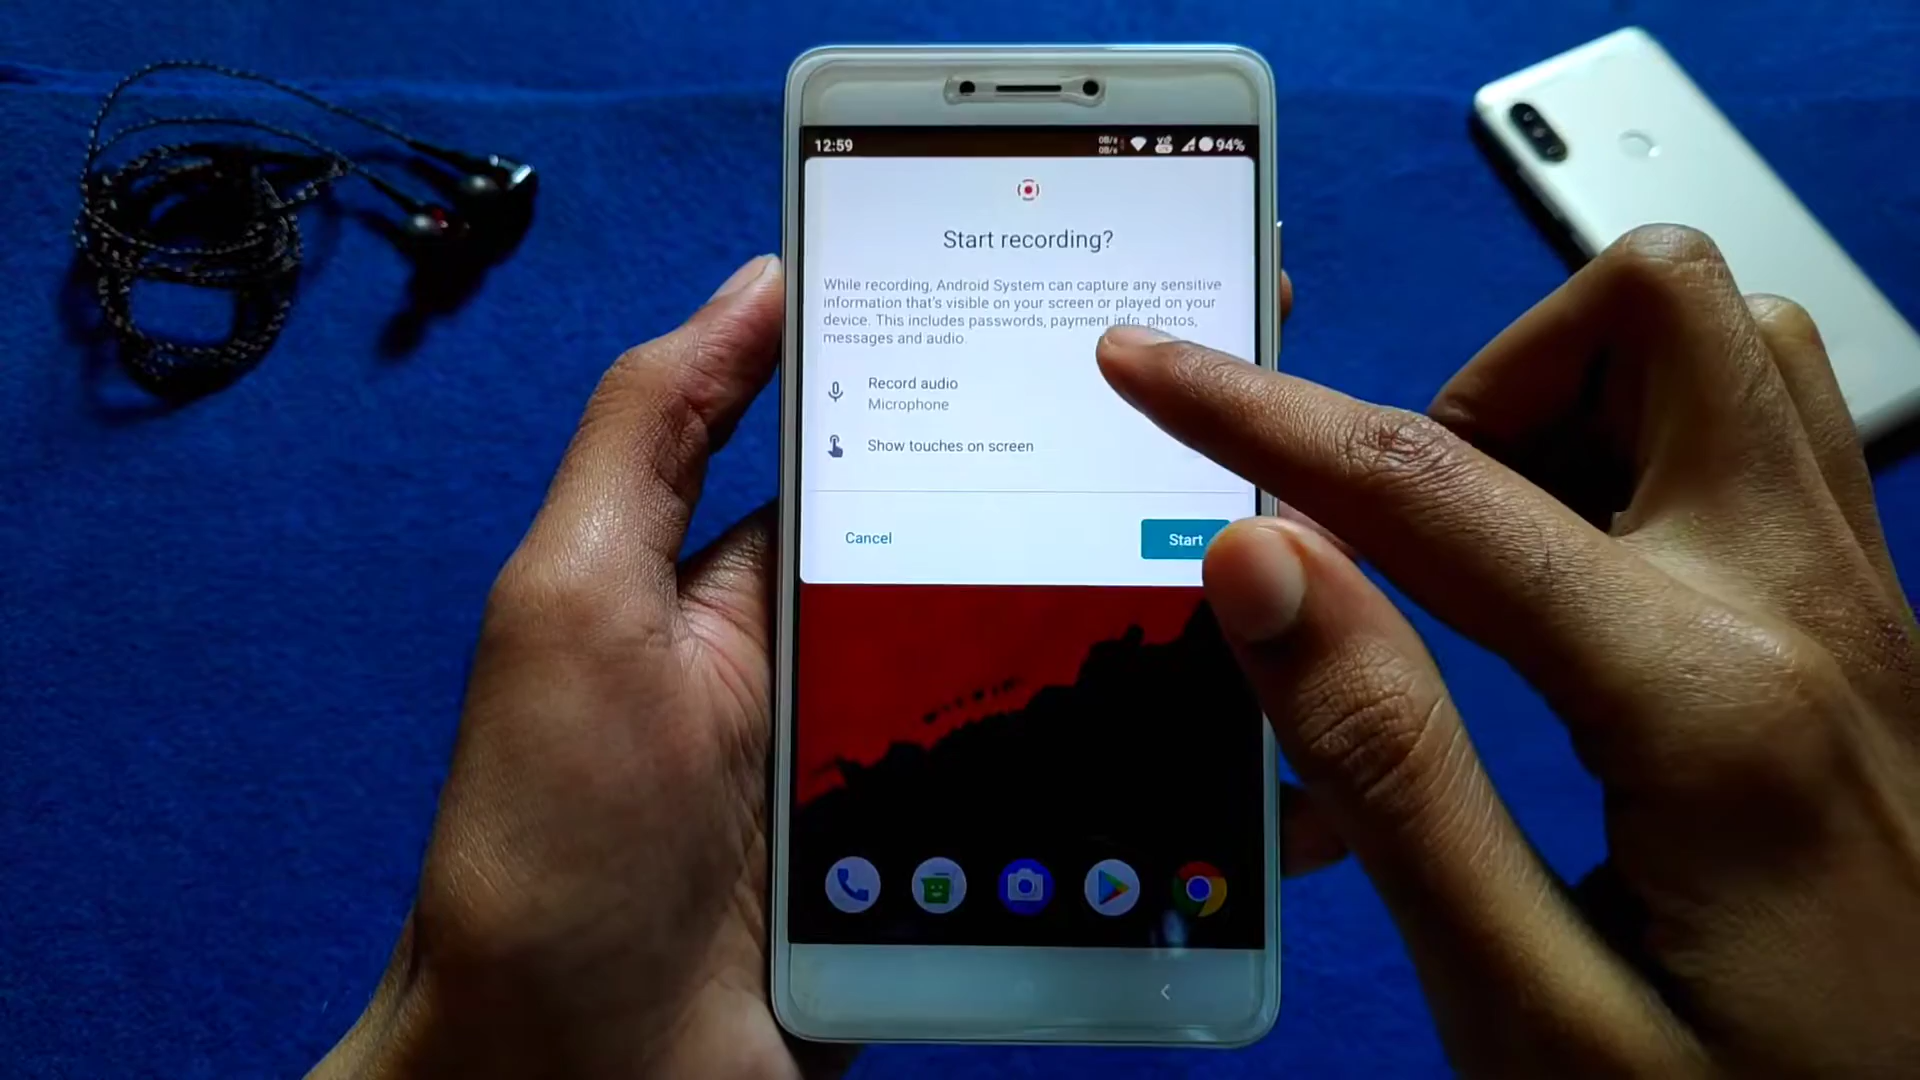 12:59
0B/s
0B/s
94%
Start recording?
While recording, Android System can capture any sensitive
information that's visible on your screen or played on your
device. This includes passwords, payment info, photos,
messages and audio.
Record audio
Microphone
Show touches on screen
Cancel
Start